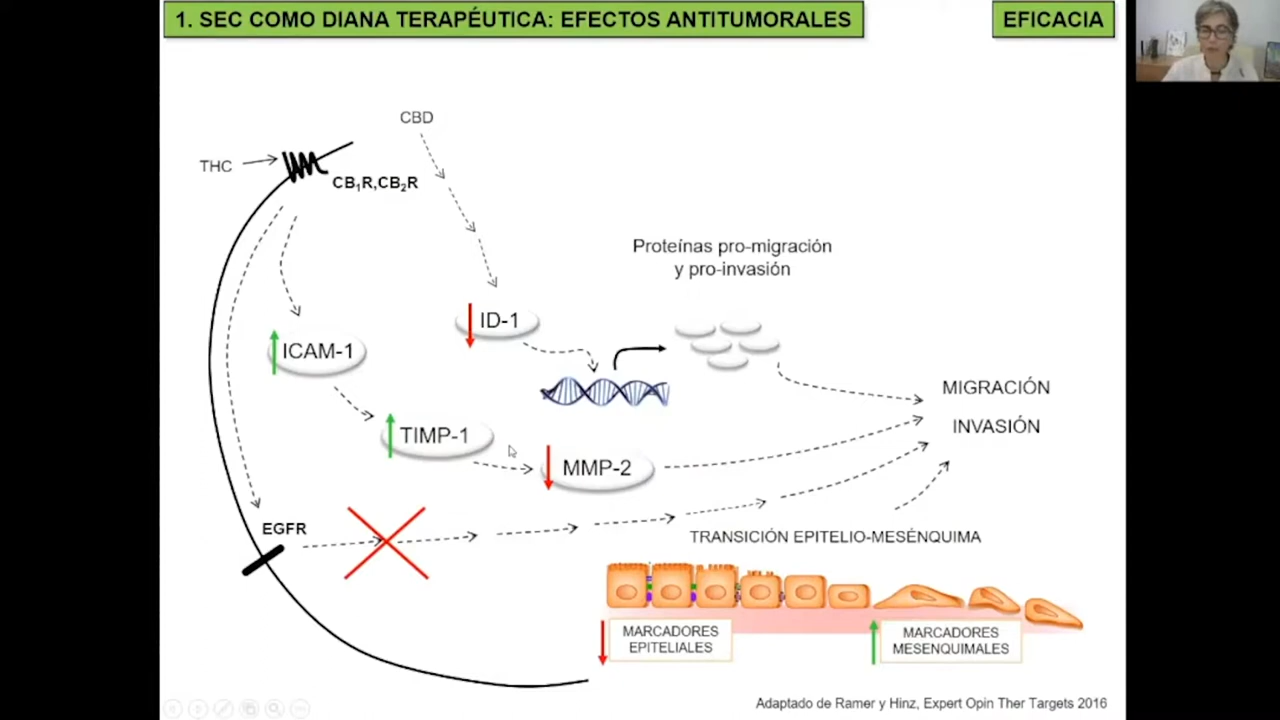 1. SEC COMO DIANA TERAPÉUTICA: EFECTOS ANTITUMORALES
EFICACIA
CBD
THC
CB₁R,CB₂R
Proteínas pro-migración
y pro-invasión
ID-1
ICAM-1
MIGRACIÓN
INVASIÓN
TIMP-1
MMP-2
EGFR
TRANSICIÓN EPITELIO-MESÉNQUIMA
MARCADORES
EPITELIALES
MARCADORES
MESENQUIMALES
Adaptado de Ramer y Hinz, Expert Opin Ther Targets 2016